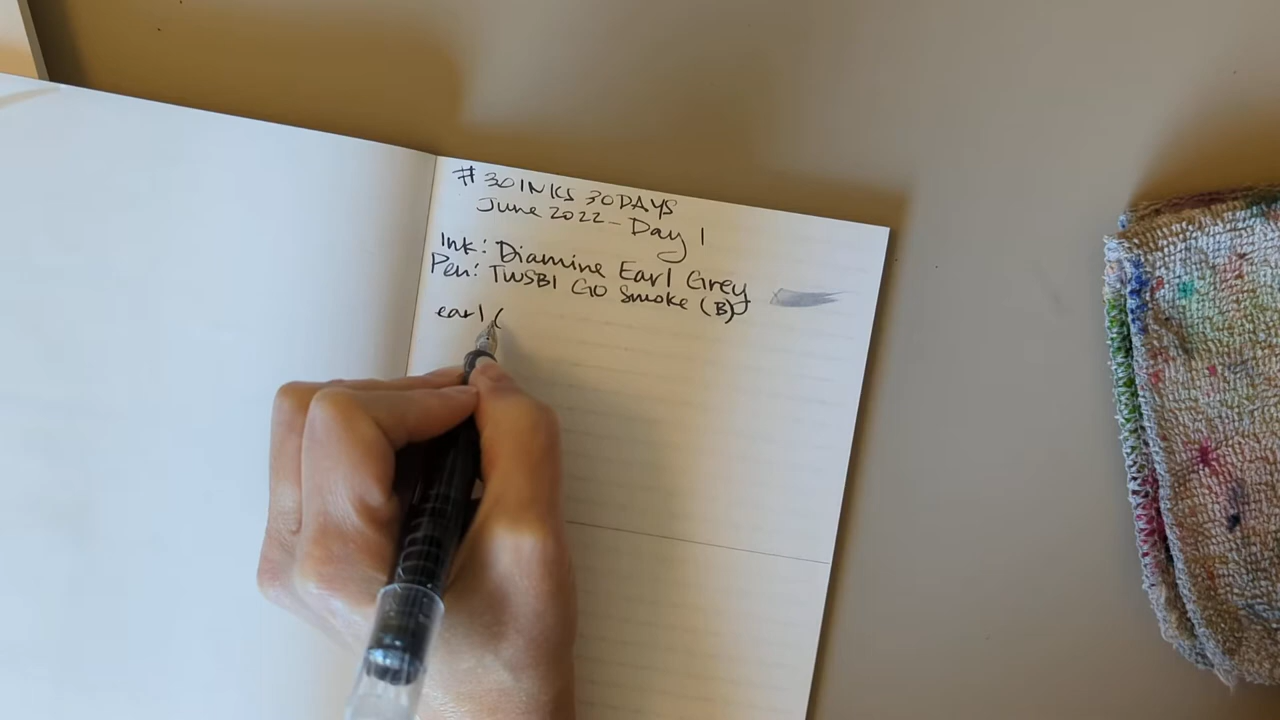 #30INKS30DAYS
June 2022 - Day 1
Ink: Diamine Earl Grey
Pen: TWSBI GO Smoke (B)
earl (